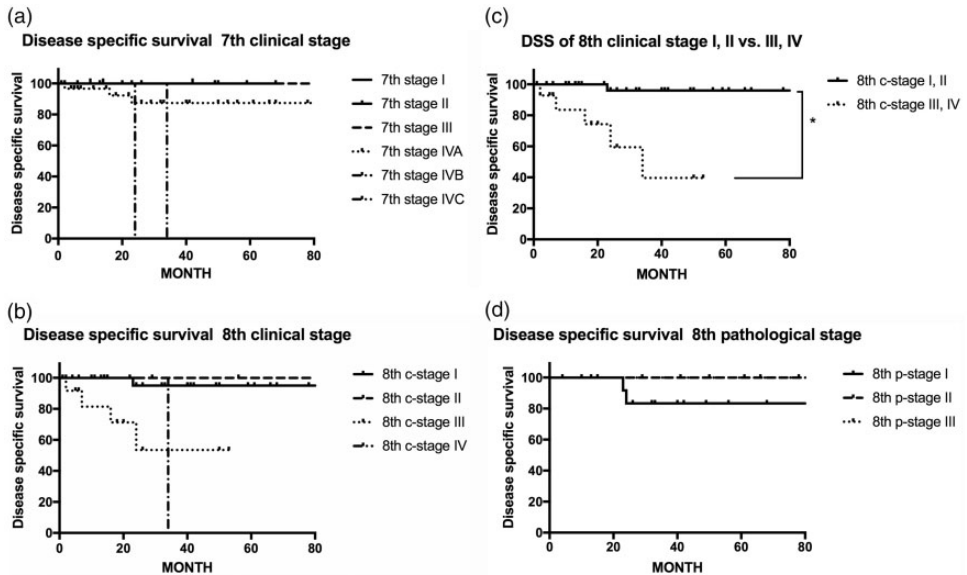 (a)
Disease specific survival 7th clinical stage
Disease specific survival
100
80
60
40
20
0
0 20 40 60 80
MONTH
7th stage I
7th stage II
7th stage III
7th stage IVA
7th stage IVB
7th stage IVC
(c)
DSS of 8th clinical stage I, II vs. III, IV
Disease specific survival
100
80
60
40
20
0
0 20 40 60 80
MONTH
8th c-stage I, II
8th c-stage III, IV
*
(b)
Disease specific survival 8th clinical stage
Disease specific survival
100
80
60
40
20
0
0 20 40 60 80
MONTH
8th c-stage I
8th c-stage II
8th c-stage III
8th c-stage IV
(d)
Disease specific survival 8th pathological stage
Disease specific survival
100
80
60
40
20
0
0 20 40 60 80
MONTH
8th p-stage I
8th p-stage II
8th p-stage III